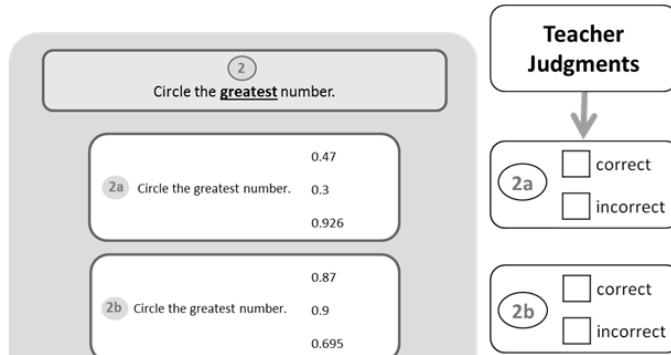 2
Circle the greatest number.
2a Circle the greatest number.
0.47
0.3
0.926
2b Circle the greatest number.
0.87
0.9
0.695
Teacher
Judgments
2a
correct
incorrect
2b
correct
incorrect